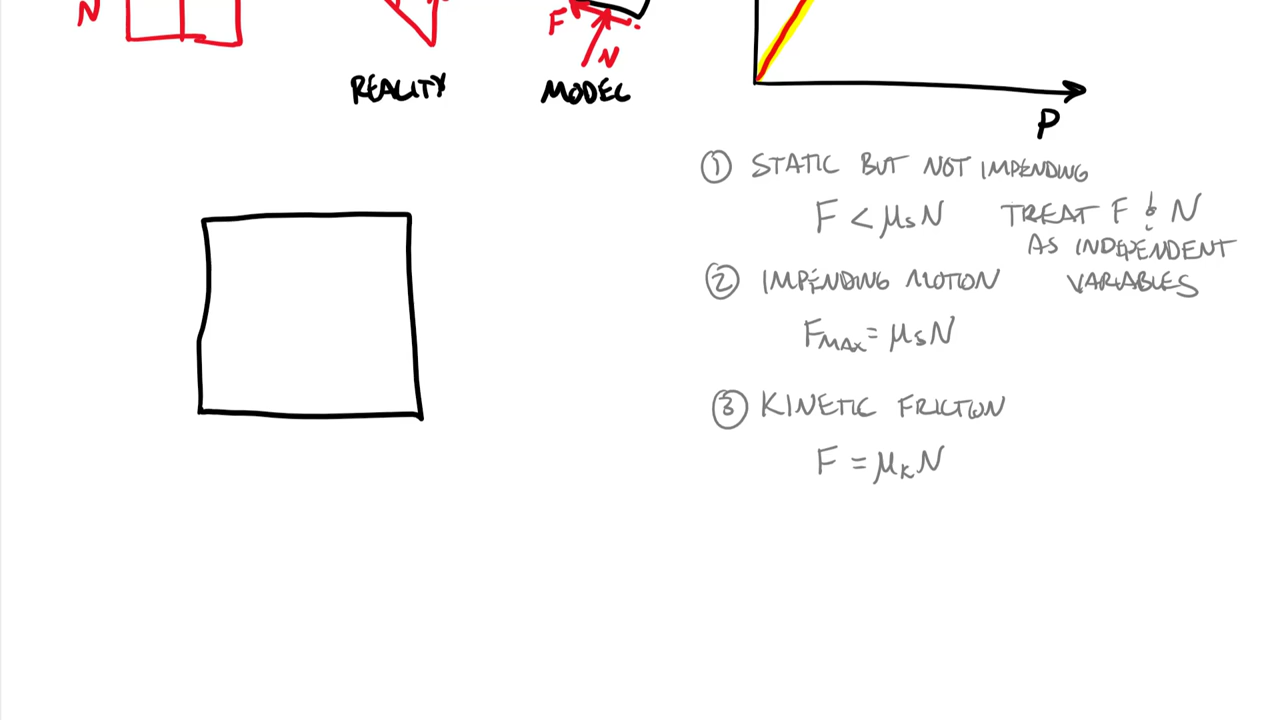 N
F
N
REALITY
MODEL
P
① STATIC BUT NOT IMPENDING
F < μsN TREAT F & N
AS INDEPENDENT
VARIABLES
② IMPENDING MOTION
FMAX = μsN
③ KINETIC FRICTION
F = μKN